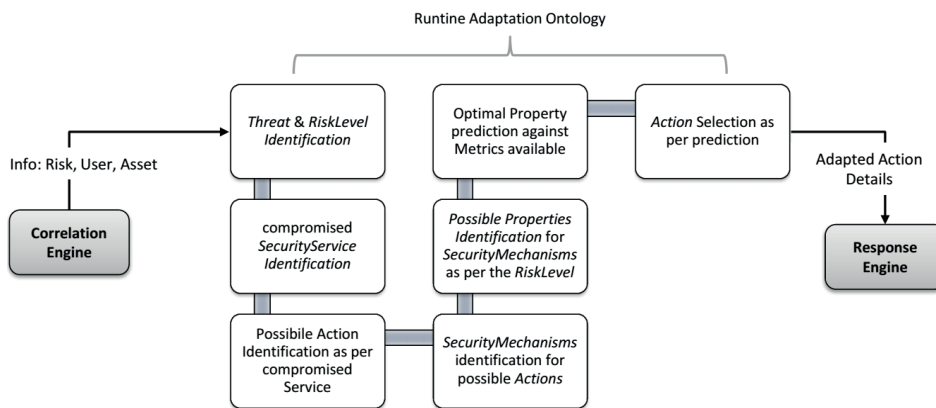 Runtime Adaptation Ontology
Info: Risk, User, Asset
Correlation
Engine
Threat & RiskLevel
Identification
compromised
SecurityService
Identification
Possibile Action
Identification as per
compromised
Service
SecurityMechanisms
identification for
possible Actions
Possible Properties
Identification for
SecurityMechanisms
as per the RiskLevel
Optimal Property
prediction against
Metrics available
Action Selection as
per prediction
Adapted Action
Details
Response
Engine